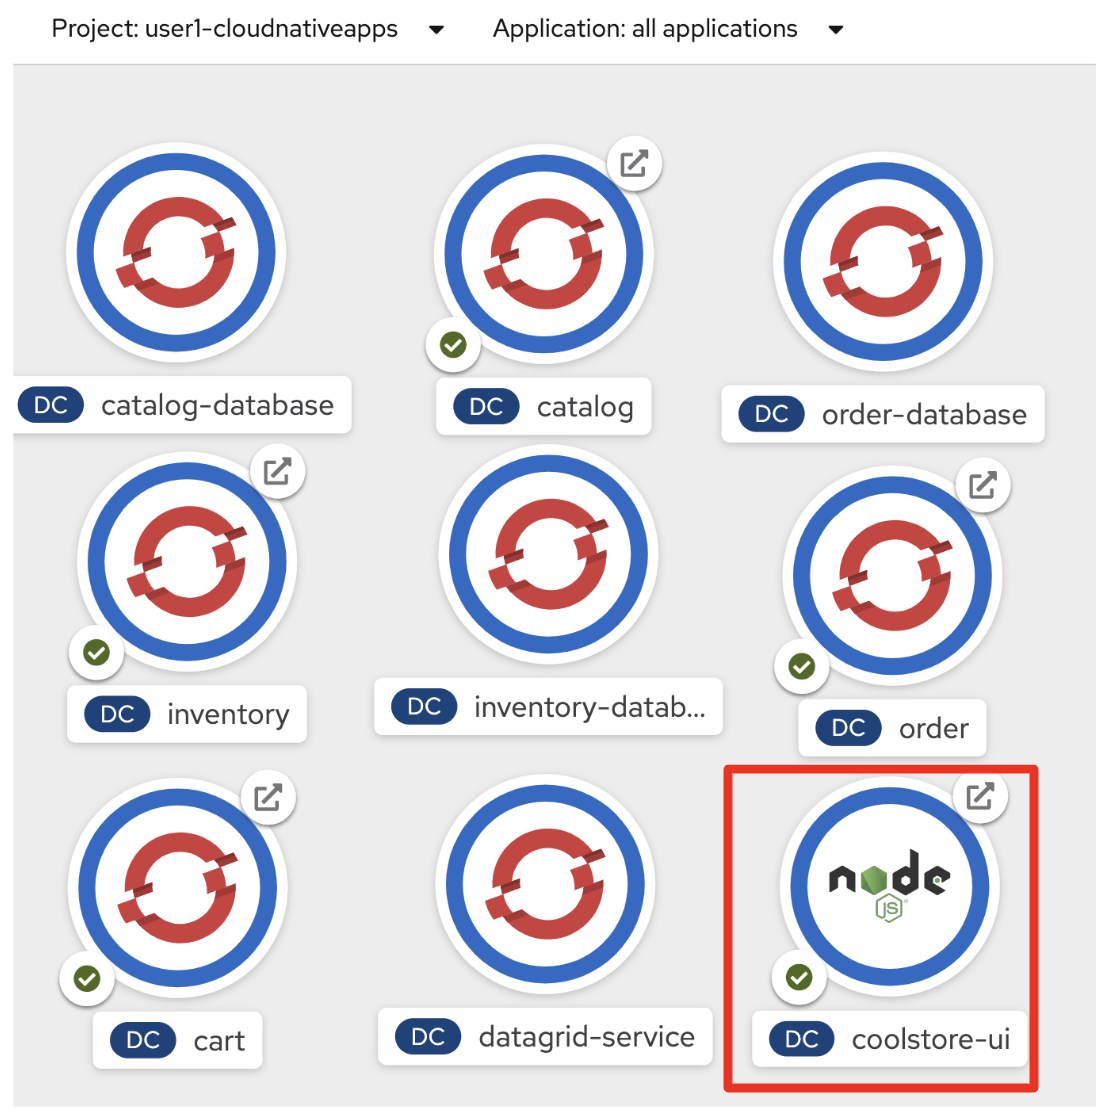 Project: user1-cloudnativeapps
Application: all applications
DC catalog-database
DC catalog
DC order-database
DC inventory
DC inventory-datab...
DC order
node
JS
DC cart
DC datagrid-service
DC coolstore-ui